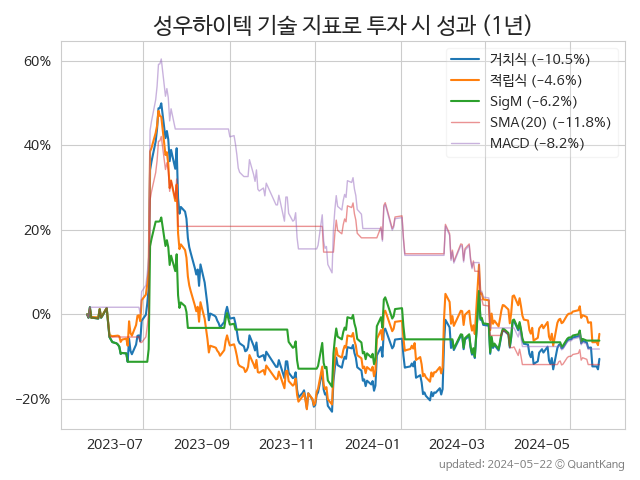 성우하이텍 기술 지표로 투자 시 성과 (1년)
거치식 (−10.5%)
적립식 (−4.6%)
SigM (−6.2%)
SMA(20) (−11.8%)
MACD (−8.2%)
60%
40%
20%
0%
−20%
2023-07
2023-09
2023-11
2024-01
2024-03
2024-05
updated: 2024-05-22 © QuantKang